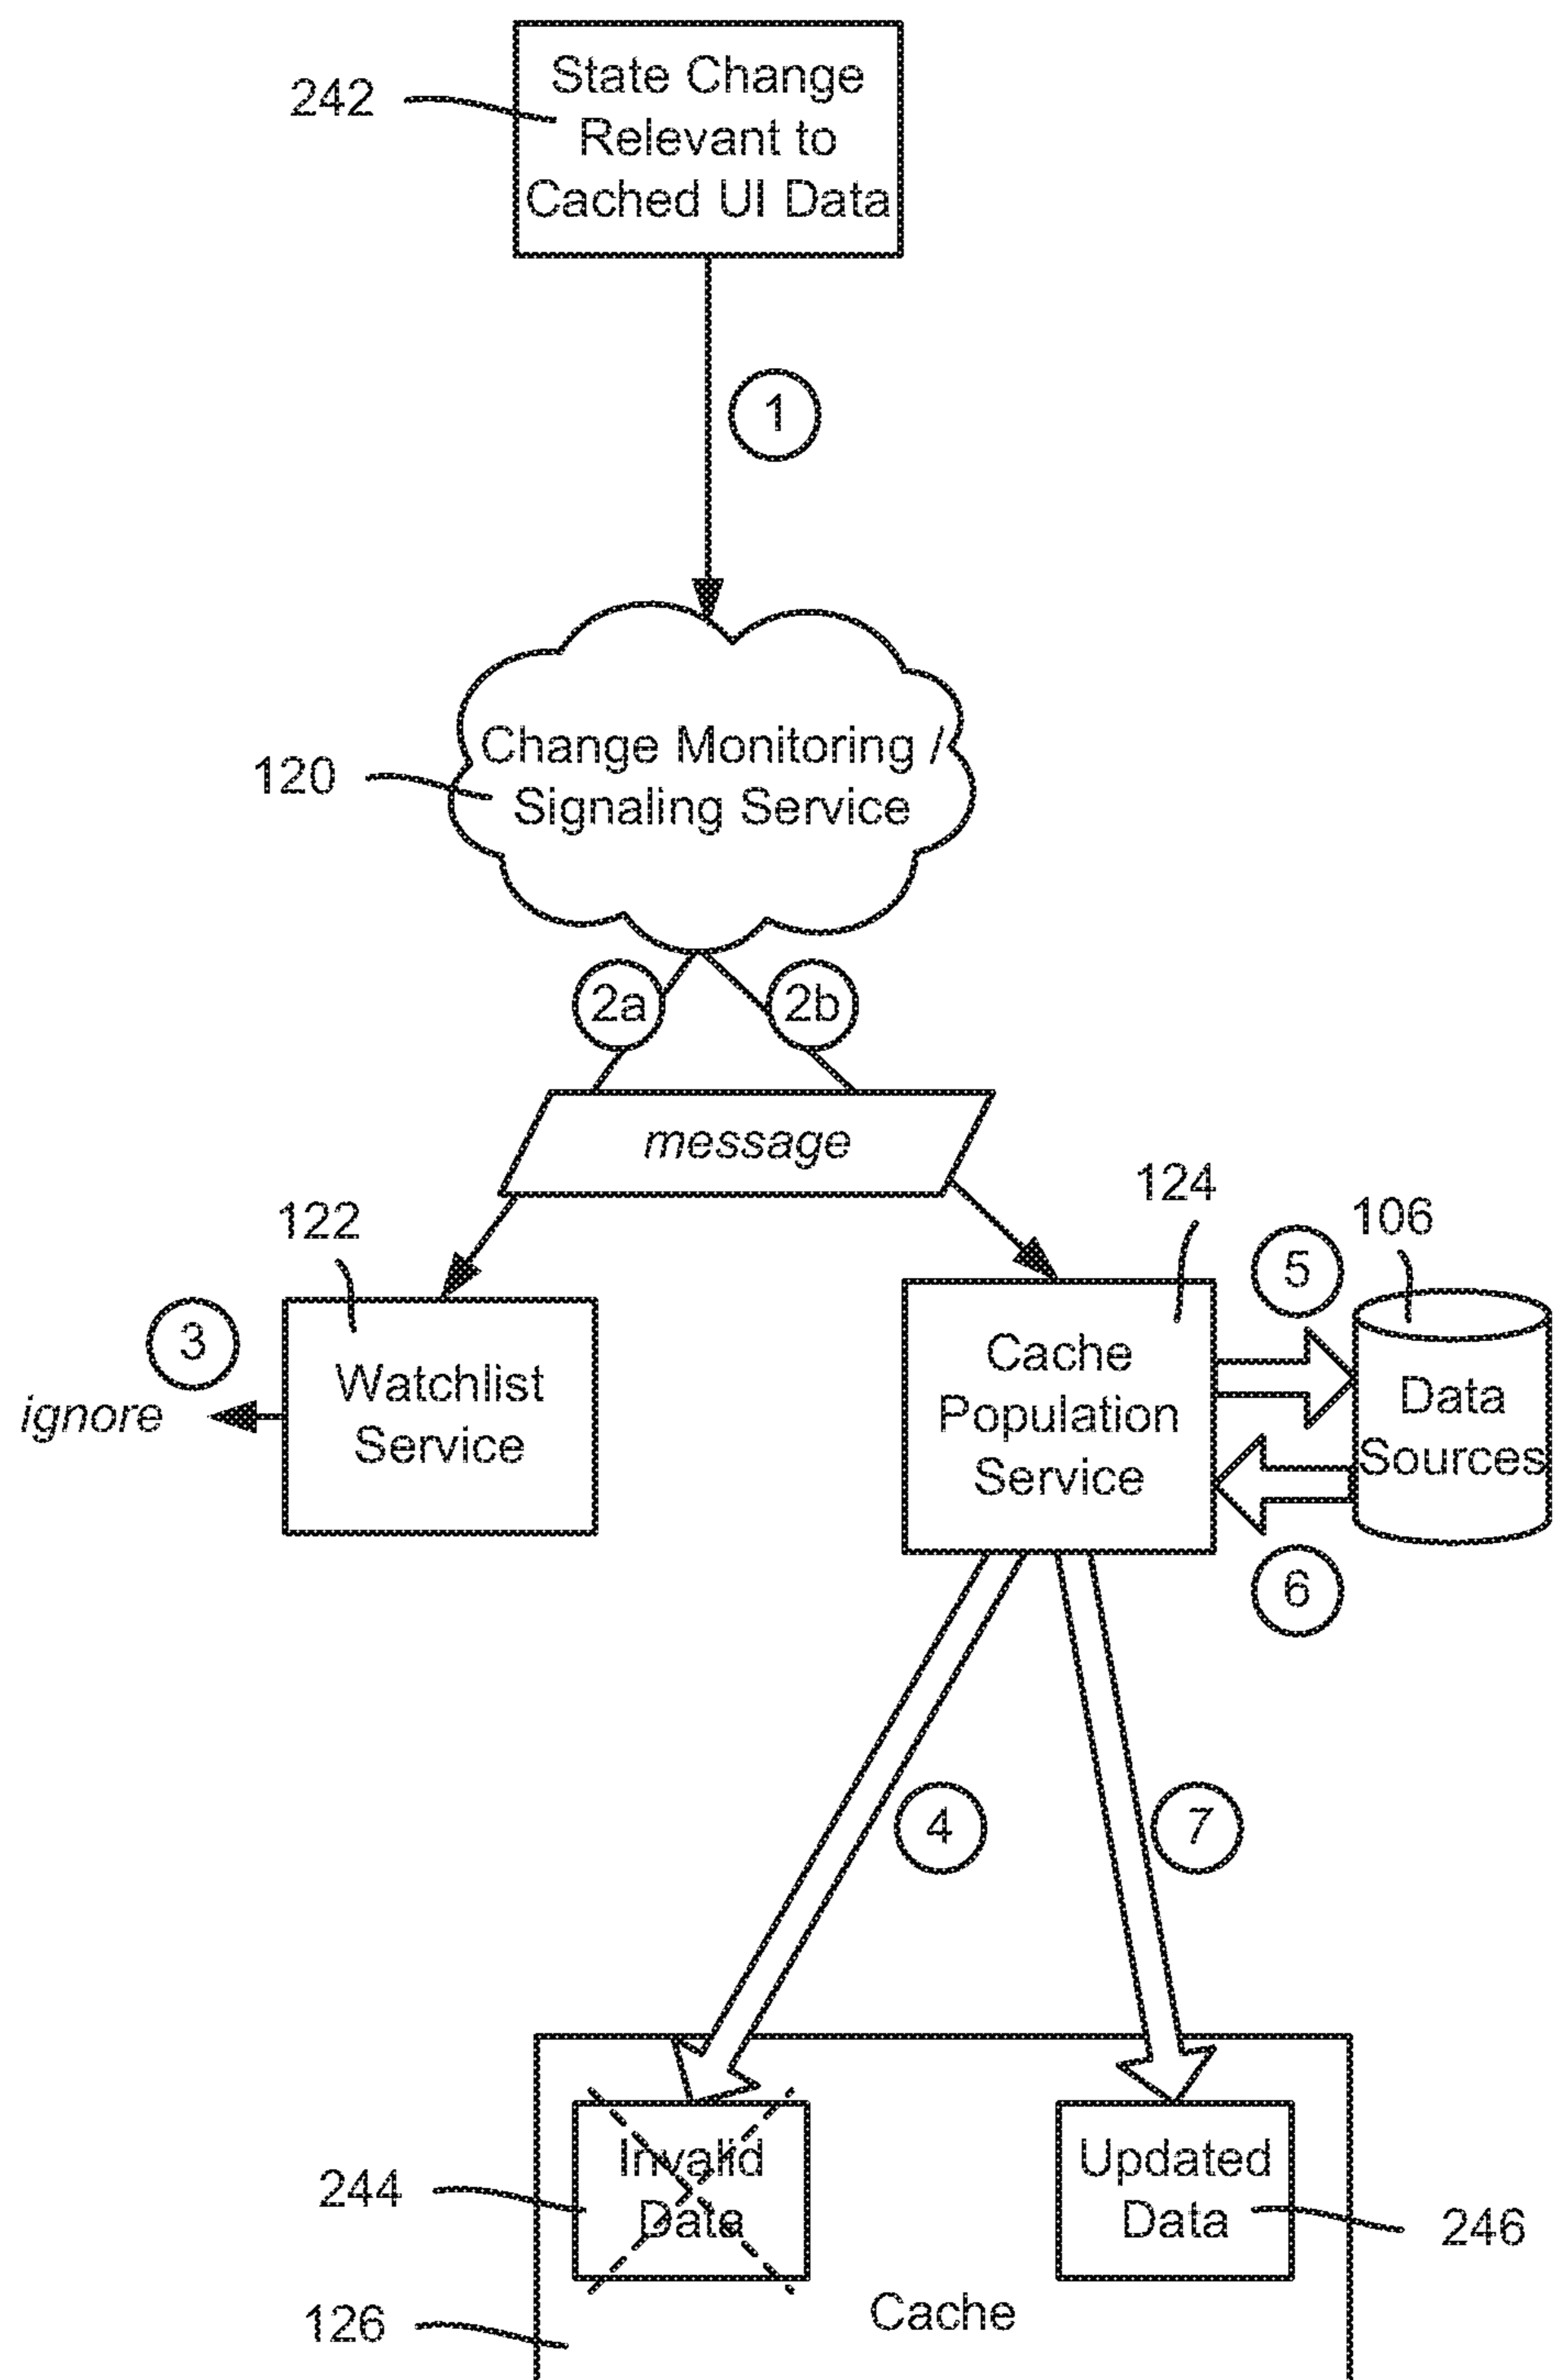 State Change
Relevant to
Cached UI Data
242
1
Change Monitoring /
Signaling Service
120
2a
2b
message
122
124
106
3
ignore
Watchlist
Service
Cache
Population
Service
5
Data
Sources
6
4
7
Invalid
Data
244
Updated
Data
246
Cache
126